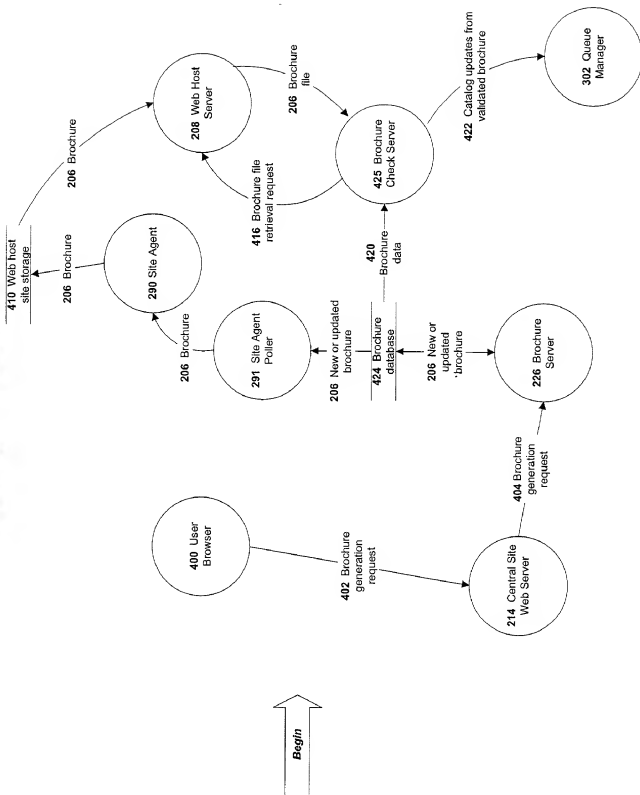 Begin
400 User
Browser
402 Brochure
generation
request
214 Central Site
Web Server
404 Brochure
generation
request
226 Brochure
Server
206 New or
updated
brochure
424 Brochure
database
206 New or updated
brochure
291 Site Agent
Poller
206 Brochure
290 Site Agent
206 Brochure
410 Web host
site storage
206 Brochure
208 Web Host
Server
206 Brochure
file
416 Brochure file
retrieval request
420
Brochure
data
425 Brochure
Check Server
422 Catalog updates from
validated brochure
302 Queue
Manager